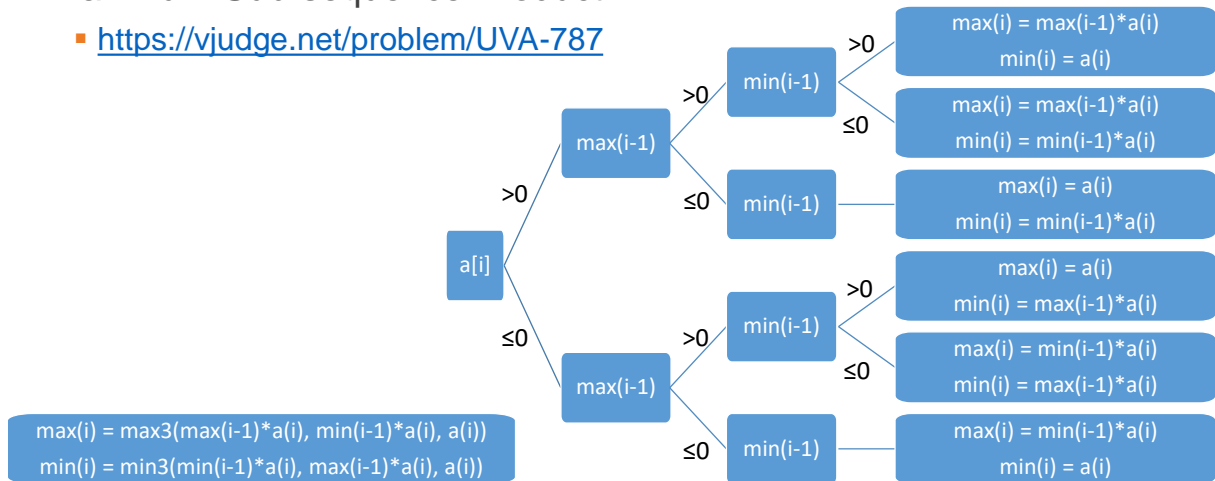 ▪ https://vjudge.net/problem/UVA-787
a[i]
>0
≤0
max(i-1)
>0
≤0
min(i-1)
>0
≤0
max(i) = max(i-1)*a(i)
min(i) = a(i)
max(i) = max(i-1)*a(i)
min(i) = min(i-1)*a(i)
min(i-1)
max(i) = a(i)
min(i) = min(i-1)*a(i)
max(i-1)
>0
≤0
min(i-1)
>0
≤0
max(i) = a(i)
min(i) = max(i-1)*a(i)
max(i) = min(i-1)*a(i)
min(i) = max(i-1)*a(i)
min(i-1)
max(i) = min(i-1)*a(i)
min(i) = a(i)
max(i) = max3(max(i-1)*a(i), min(i-1)*a(i), a(i))
min(i) = min3(min(i-1)*a(i), max(i-1)*a(i), a(i))